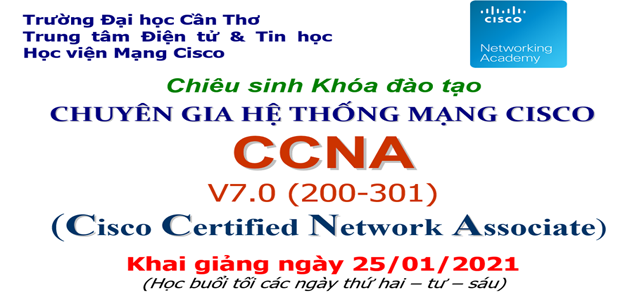 Trường Đại học Cần Thơ
Trung tâm Điện tử & Tin học
Học viện Mạng Cisco
CISCO
Networking
Academy
Chiêu sinh Khóa đào tạo
CHUYÊN GIA HỆ THỐNG MẠNG CISCO
CCNA
V7.0 (200-301)
(Cisco Certified Network Associate)
Khai giảng ngày 25/01/2021
(Học buổi tối các ngày thứ hai – tư – sáu)